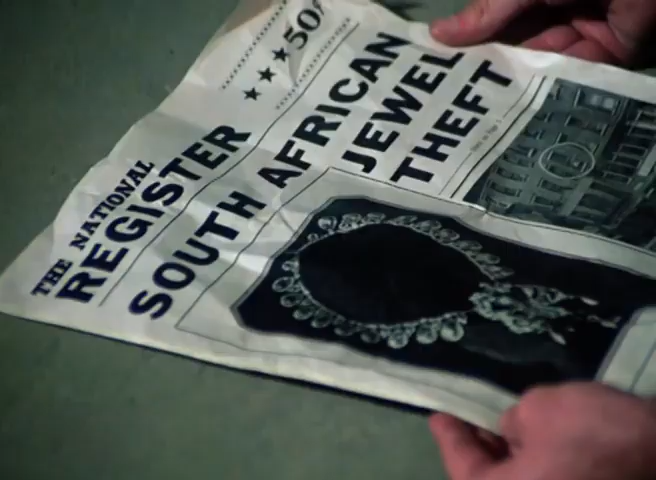 THE NATIONAL
REGISTER
★★★ 50¢
SOUTH AFRICAN
JEWEL
THEFT